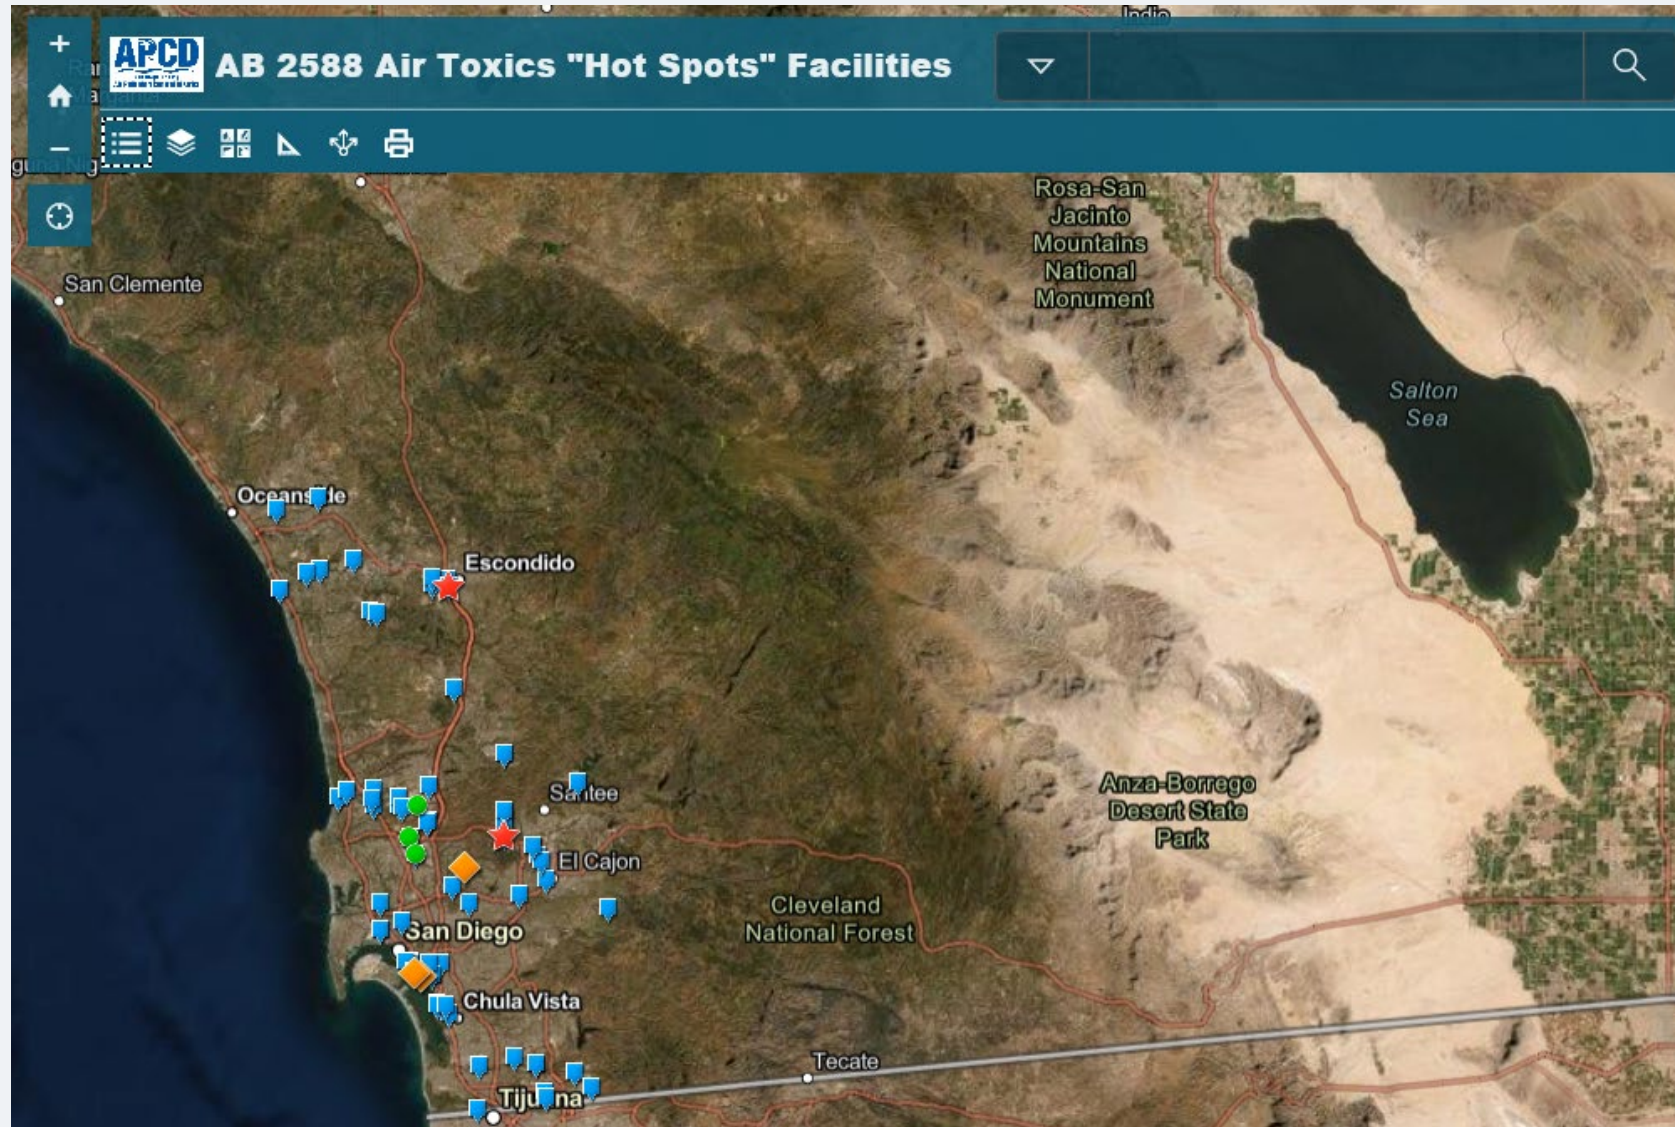 Indio
APCD
AB 2588 Air Toxics "Hot Spots" Facilities
Rosa-San
Jacinto
Mountains
National
Monument
San Clemente
Salton
Sea
Oceanside
Escondido
Santee
Anza-Borrego
Desert State
Park
El Cajon
Cleveland
National Forest
San Diego
Chula Vista
Tecate
Tijuana